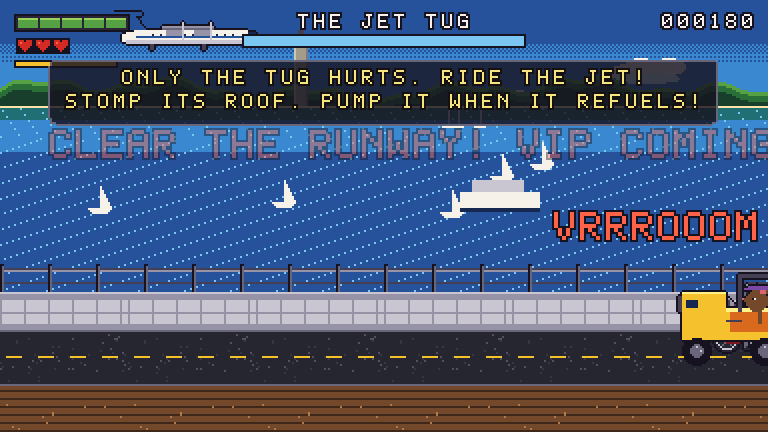 THE JET TUG
000180
ONLY THE TUG HURTS. RIDE THE JET!
STOMP ITS ROOF. PUMP IT WHEN IT REFUELS!
CLEAR THE RUNWAY! VIP COMING
VRRROOOM